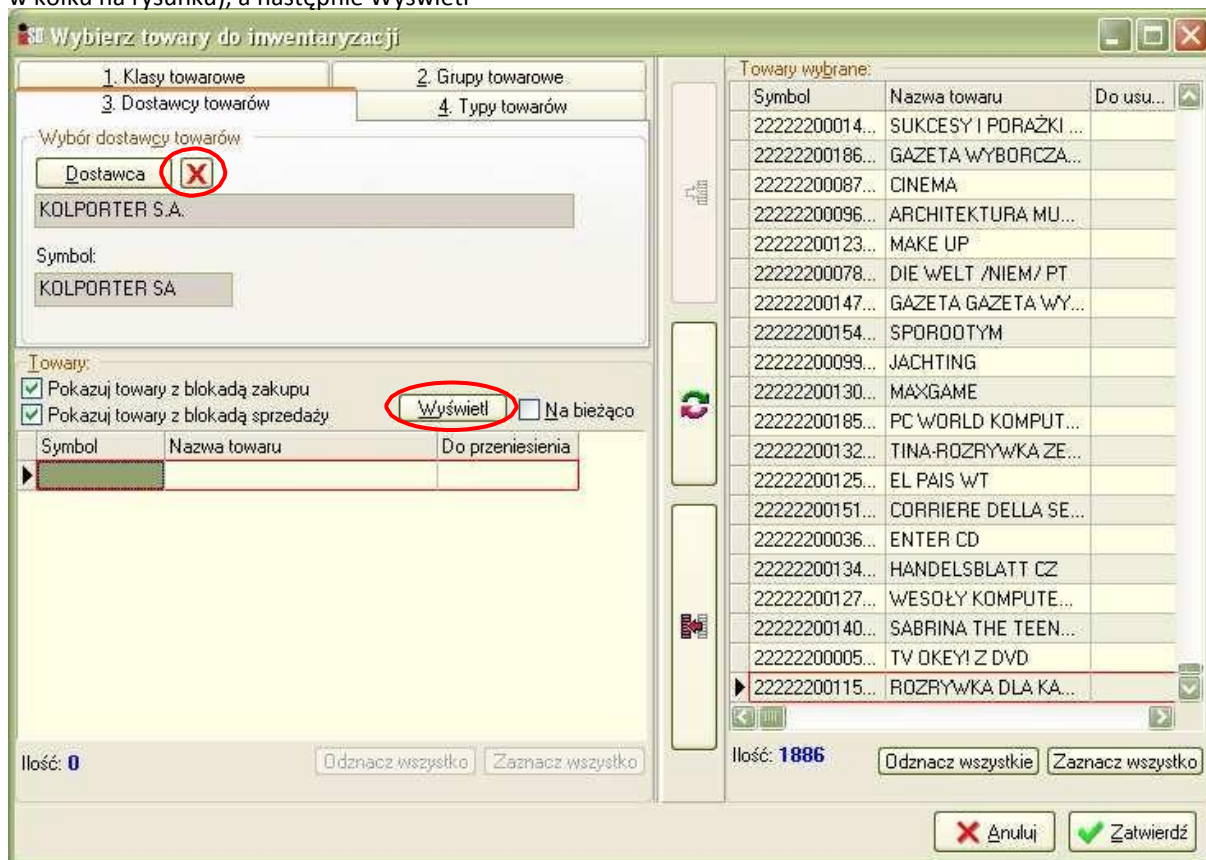 w kółku na rysunku), a następnie Wyświetl
Wybierz towary do inwentaryzacji
1. Klasy towarowe
2. Grupy towarowe
3. Dostawcy towarów
4. Typy towarów
Wybór dostawcy towarów
Dostawca
KOLPORTER S.A.
Symbol:
KOLPORTER SA
Towary:
Pokazuj towary z blokadą zakupu
Pokazuj towary z blokadą sprzedaży
Wyświetl
Na bieżąco
Symbol Nazwa towaru Do przeniesienia
Ilość: 0
Odznacz wszystko
Zaznacz wszystko
Towary wybrane:
Symbol Nazwa towaru Do usu...
22222200014... SUKCESY I PORAŻKI ...
22222200186... GAZETA WYBORCZA...
22222200087... CINEMA
22222200096... ARCHITEKTURA MU...
22222200123... MAKE UP
22222200078... DIE WELT /NIEM/ PT
22222200147... GAZETA GAZETA WY...
22222200154... SPOROOTYM
22222200099... JACHTING
22222200130... MAXGAME
22222200185... PC WORLD KOMPUT...
22222200132... TINA-ROZRYWKA ZE...
22222200125... EL PAIS WT
22222200151... CORRIERE DELLA SE...
22222200036... ENTER CD
22222200134... HANDELSBLATT CZ
22222200127... WESOŁY KOMPUTE...
22222200140... SABRINA THE TEEN...
22222200005... TV OKEY! Z DVD
22222200115... ROZRYWKA DLA KA...
Ilość: 1886
Odznacz wszystkie
Zaznacz wszystko
Anuluj
Zatwierdź